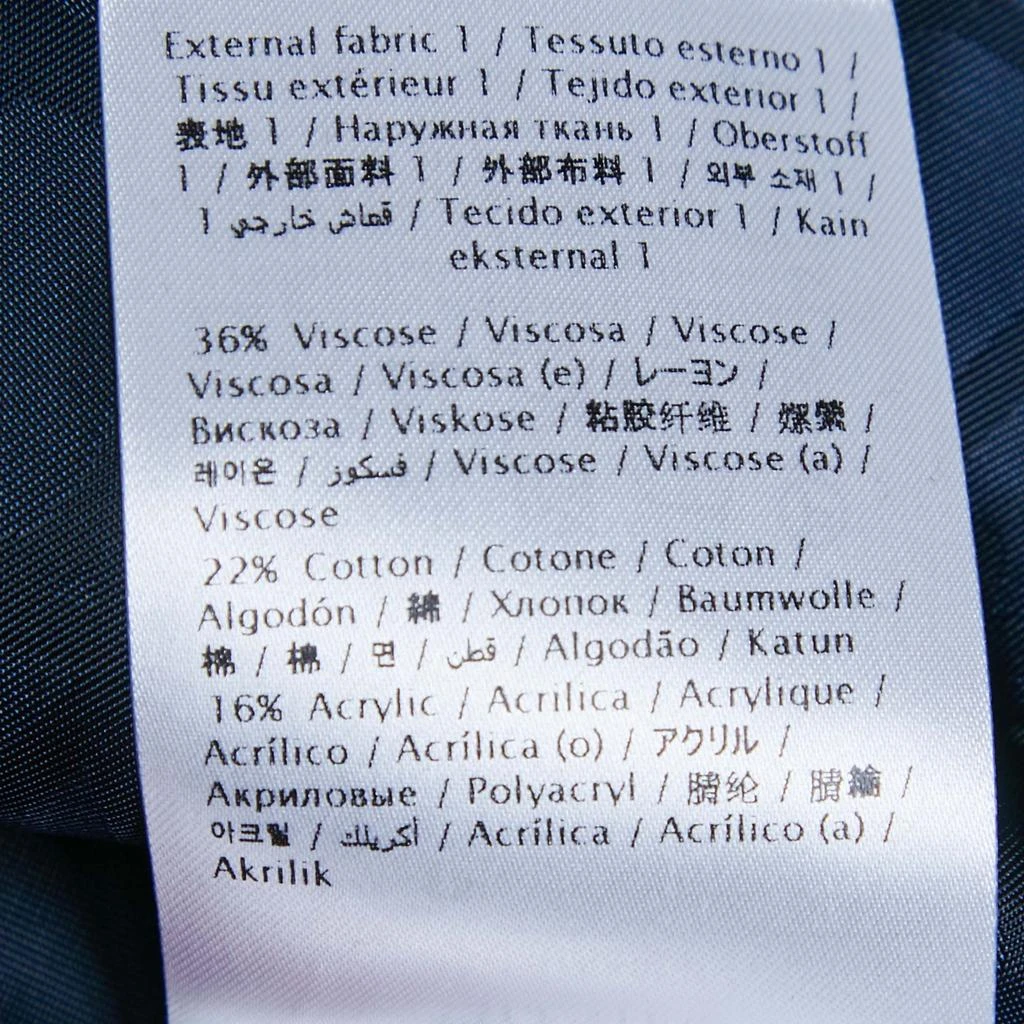 External fabric 1 / Tessuto esterno 1 /
Tissu extérieur 1 / Tejido exterior 1 /
表地 1 / Наружная ткань 1 / Oberstoff
1 / 外部面料 1 / 外部布料 1 / 외부 소재 1 /
قماش خارجي 1 / Tecido exterior 1 / Kain
eksternal 1
36% Viscose / Viscosa / Viscose /
Viscosa / Viscosa (e) / レーヨン /
Вискоза / Viskose / 粘胶纤维 / 嫘縈 /
레이온 / فسكوز / Viscose / Viscose (a) /
Viscose
22% Cotton / Cotone / Coton /
Algodón / 綿 / Хлопок / Baumwolle /
棉 / 棉 / 면 / قطن / Algodão / Katun
16% Acrylic / Acrilica / Acrylique /
Acrílico / Acrílica (o) / アクリル /
Акриловые / Polyacryl / 腈纶 / 腈綸 /
아크릴 / أكريلك / Acrílica / Acrílico (a) /
Akrilik